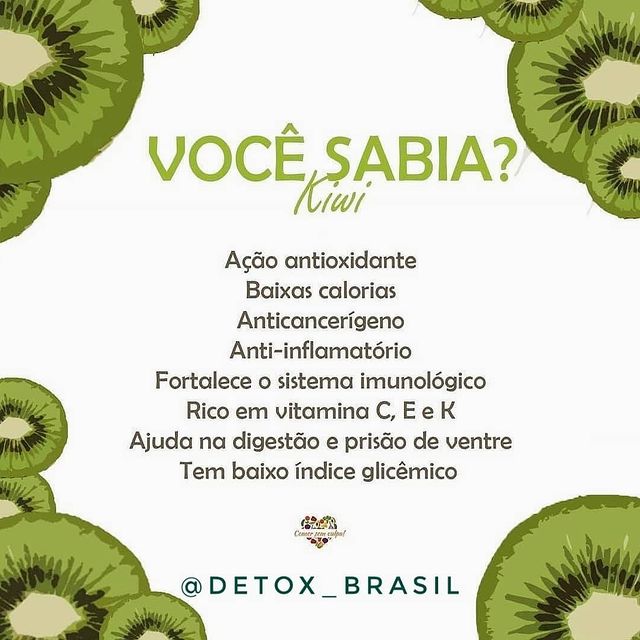 VOCÊ SABIA?
Kiwi
Ação antioxidante
Baixas calorias
Anticancerígeno
Anti-inflamatório
Fortalece o sistema imunológico
Rico em vitamina C, E e K
Ajuda na digestão e prisão de ventre
Tem baixo índice glicêmico
Comer sem culpa!
@DETOX_BRASIL